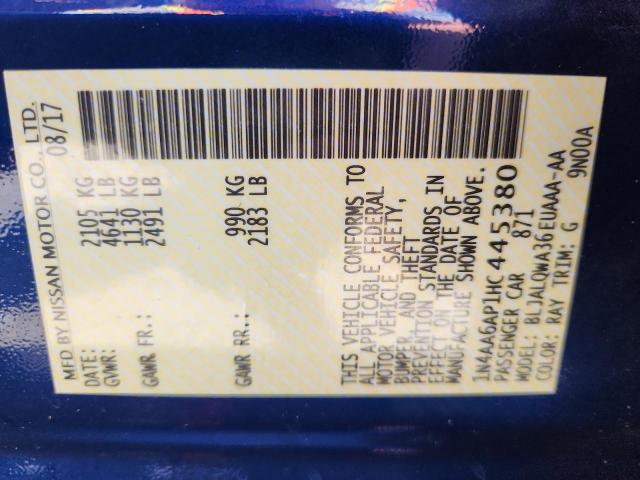 MFD BY NISSAN MOTOR CO., LTD.
DATE: 08/17
GVWR: 2105 KG
4641 LB
GAWR FR.: 1130 KG
2491 LB
GAWR RR.: 990 KG
2183 LB
THIS VEHICLE CONFORMS TO
ALL APPLICABLE FEDERAL
MOTOR VEHICLE SAFETY,
BUMPER, AND THEFT
PREVENTION STANDARDS IN
EFFECT ON THE DATE OF
MANUFACTURE SHOWN ABOVE.
1N4AA6AP1HC445380
PASSENGER CAR 871
MODEL: BLJALQWA36EUAAA-AA
COLOR: RAY TRIM: G 9N00A